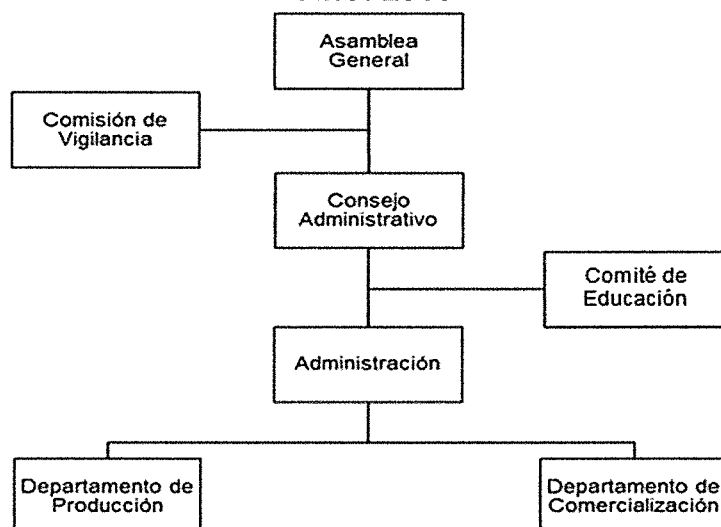 Asamblea
General
Comisión de
Vigilancia
Consejo
Administrativo
Comité de
Educación
Administración
Departamento de
Producción
Departamento de
Comercialización